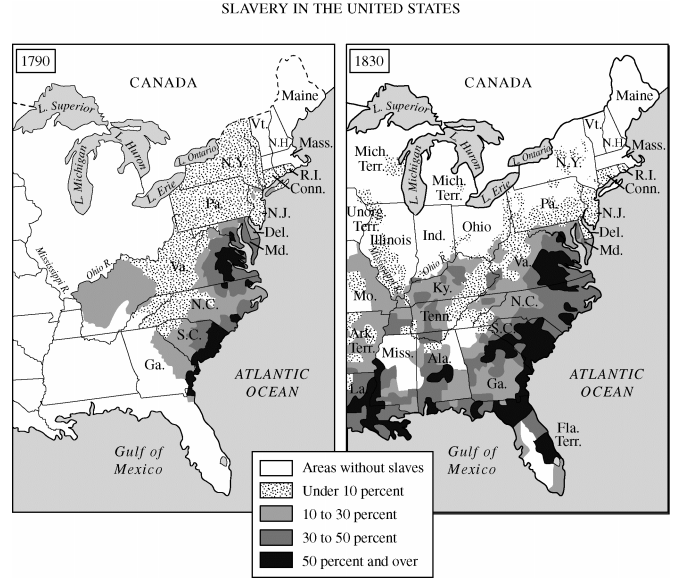 SLAVERY IN THE UNITED STATES
1790
CANADA
L. Superior
Maine
Vt.
N.H.
Mass.
L. Michigan
L. Huron
L. Ontario
N.Y.
R.I.
Conn.
L. Erie
Pa.
N.J.
Del.
Md.
Mississippi R.
Ohio R.
Va.
N.C.
S.C.
Ga.
ATLANTIC
OCEAN
Gulf of
Mexico
1830
CANADA
L. Superior
Maine
Vt.
N.H.
Mass.
Mich.
Terr.
L. Michigan
L. Huron
L. Ontario
N.Y.
R.I.
Conn.
Mich.
Terr.
L. Erie
Pa.
N.J.
Unorg.
Terr.
Illinois
Ind.
Ohio
Del.
Md.
Ohio R.
Va.
Mo.
Ky.
N.C.
Tenn.
Ark.
Terr.
S.C.
Miss.
Ala.
Ga.
La.
ATLANTIC
OCEAN
Gulf of
Mexico
Fla.
Terr.
Areas without slaves
Under 10 percent
10 to 30 percent
30 to 50 percent
50 percent and over